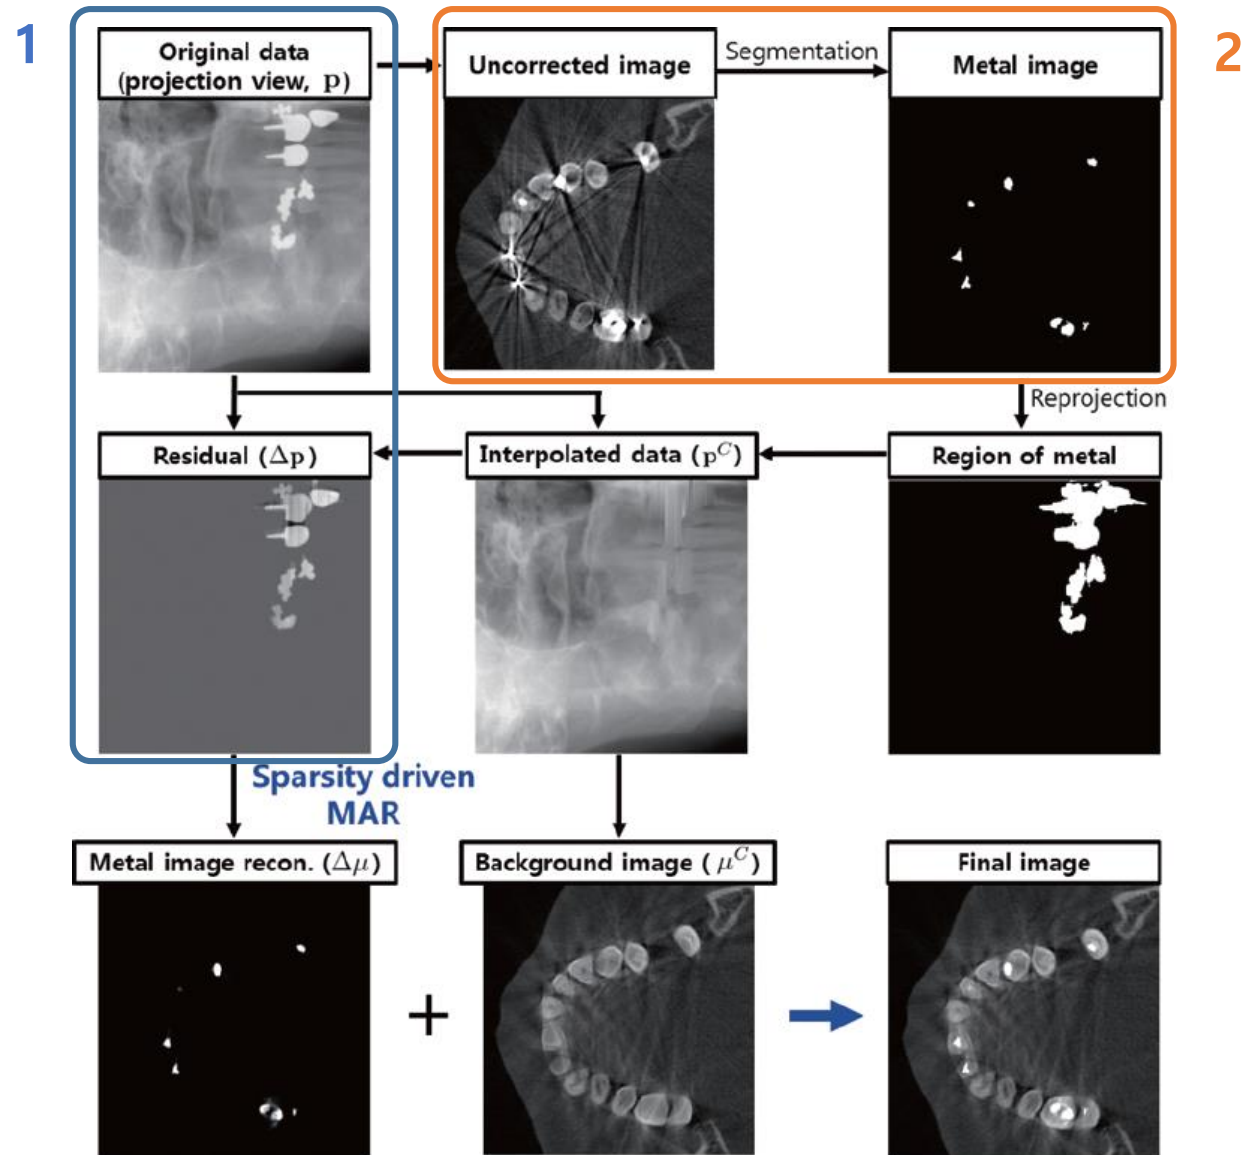 1
2
Original data
(projection view, p)
Uncorrected image
Segmentation
Metal image
Reprojection
Residual (Δp)
Interpolated data (p^C)
Region of metal
Sparsity driven
MAR
Metal image recon. (Δμ)
Background image (μ^C)
Final image
+